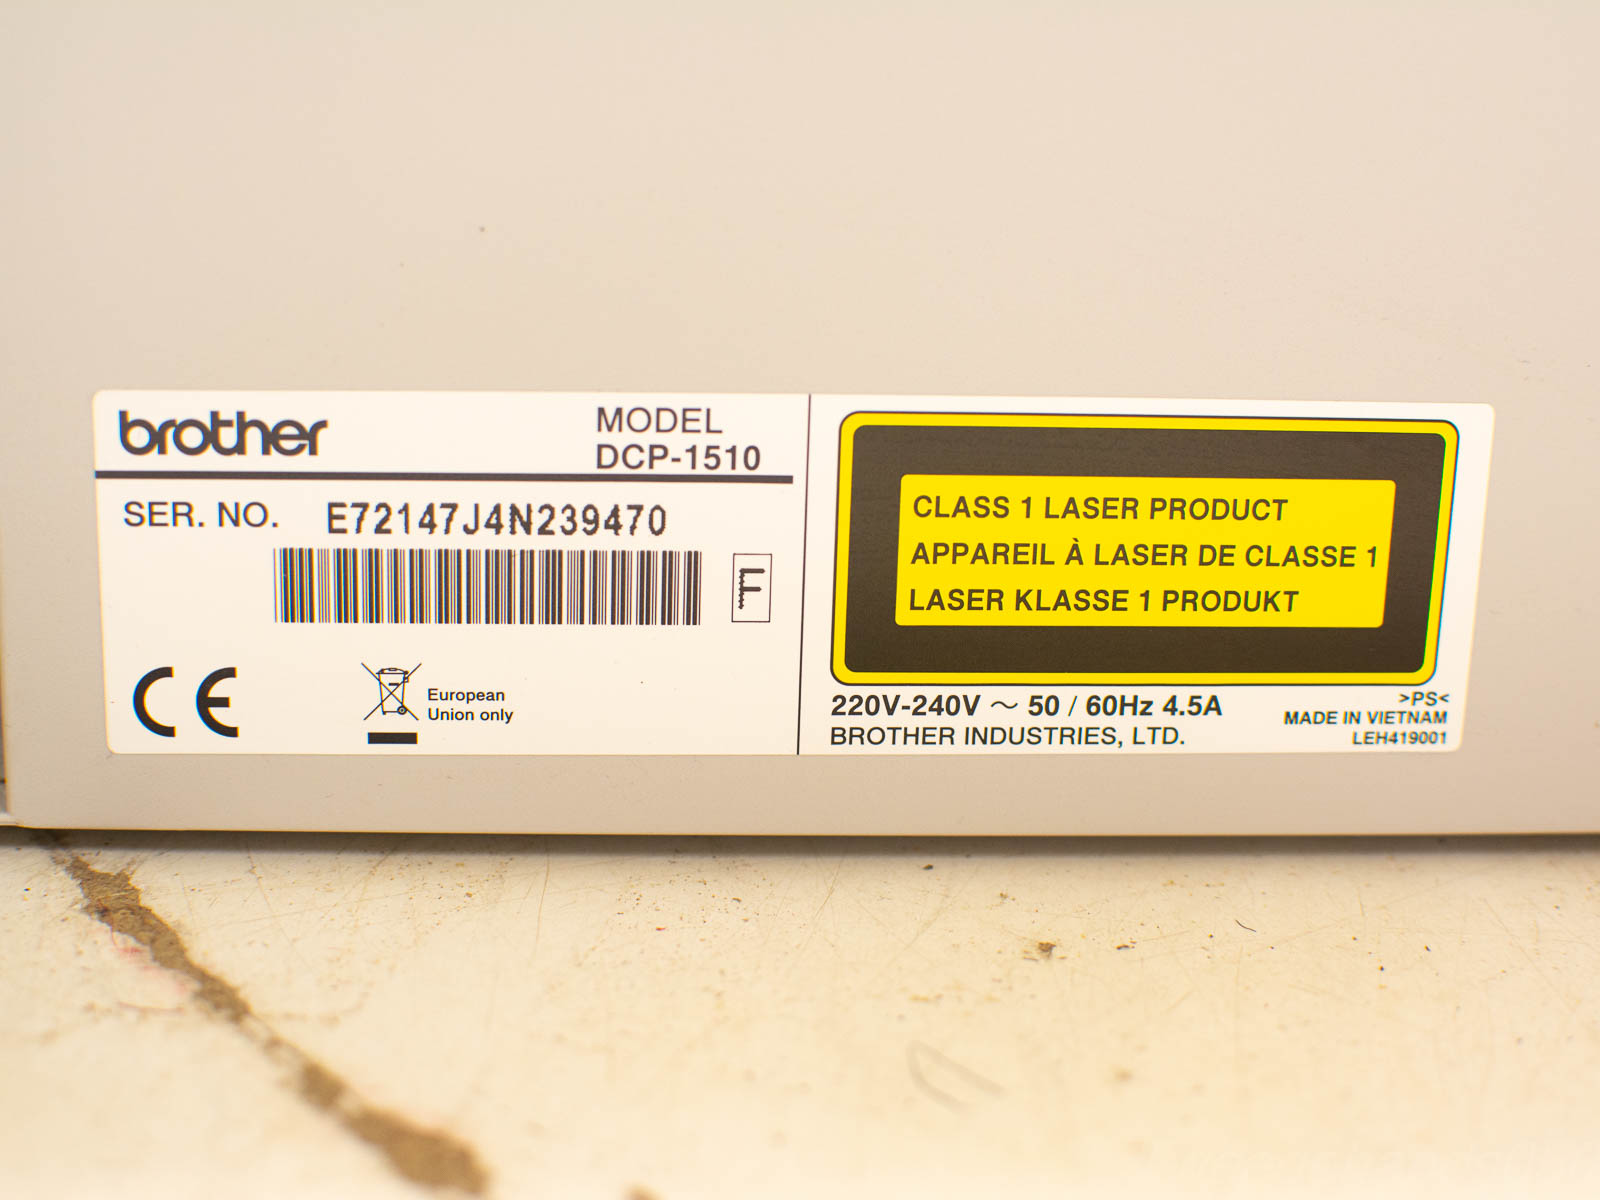 brother
MODEL
DCP-1510
SER. NO. E72147J4N239470
F
CE
European
Union only
CLASS 1 LASER PRODUCT
APPAREIL À LASER DE CLASSE 1
LASER KLASSE 1 PRODUKT
220V-240V ～ 50 / 60Hz 4.5A
BROTHER INDUSTRIES, LTD.
>PS<
MADE IN VIETNAM
LEH419001